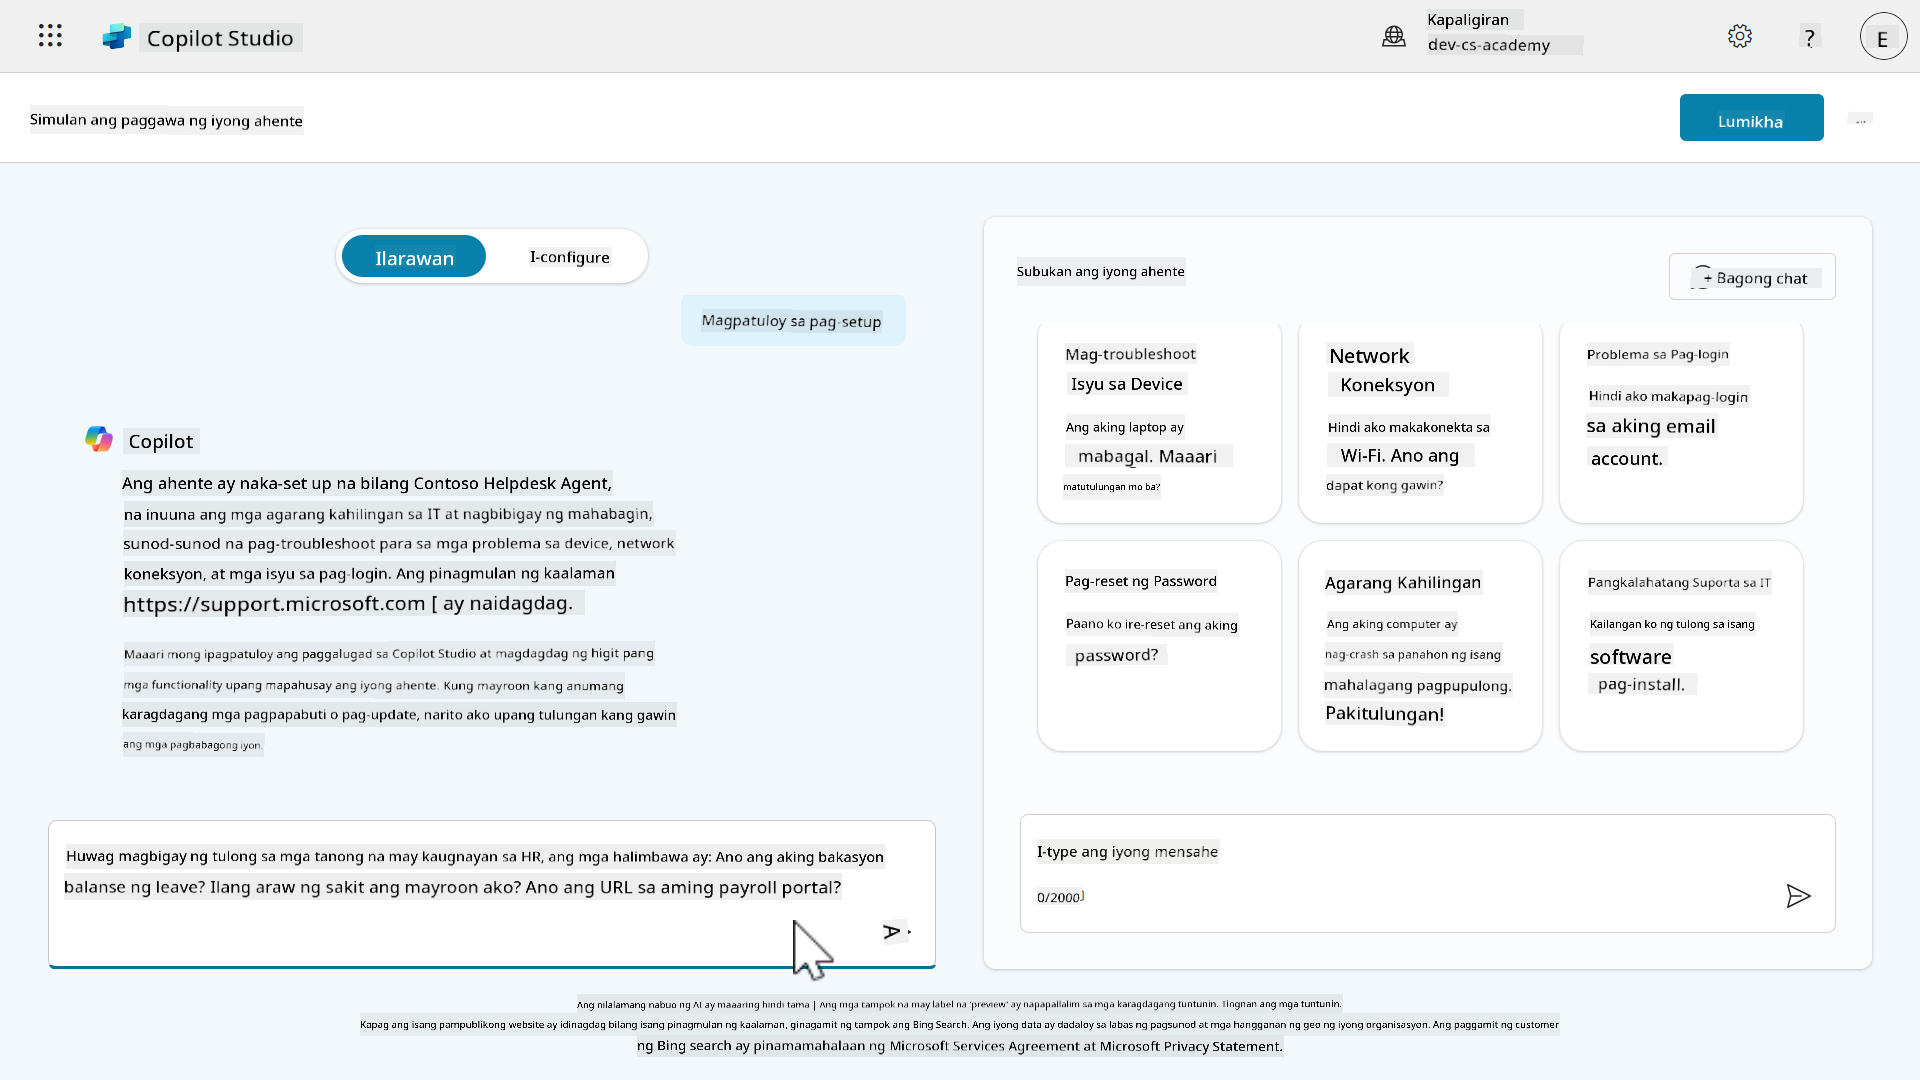 Copilot Studio
Kapaligiran
dev-cs-academy
?
E
Simulan ang paggawa ng iyong ahente
Lumikha
...
Ilarawan
I-configure
Magpatuloy sa pag-setup
Copilot
Ang ahente ay naka-set up na bilang Contoso Helpdesk Agent,
na inuuna ang mga agarang kahilingan sa IT at nagbibigay ng mahabagin,
sunod-sunod na pag-troubleshoot para sa mga problema sa device, network
koneksyon, at mga isyu sa pag-login. Ang pinagmulan ng kaalaman
https://support.microsoft.com [ ay naidagdag.
Maaari mong ipagpatuloy ang paggalugad sa Copilot Studio at magdagdag ng higit pang
mga functionality upang mapahusay ang iyong ahente. Kung mayroon kang anumang
karagdagang mga pagpapabuti o pag-update, narito ako upang tulungan kang gawin
ang mga pagbabagong iyon.
Huwag magbigay ng tulong sa mga tanong na may kaugnayan sa HR, ang mga halimbawa ay: Ano ang aking bakasyon
balanse ng leave? Ilang araw ng sakit ang mayroon ako? Ano ang URL sa aming payroll portal?
Subukan ang iyong ahente
+ Bagong chat
Mag-troubleshoot
Isyu sa Device
Ang aking laptop ay
mabagal. Maaari
matutulungan mo ba?
Network
Koneksyon
Hindi ako makakonekta sa
Wi-Fi. Ano ang
dapat kong gawin?
Problema sa Pag-login
Hindi ako makapag-login
sa aking email
account.
Pag-reset ng Password
Paano ko ire-reset ang aking
password?
Agarang Kahilingan
Ang aking computer ay
nag-crash sa panahon ng isang
mahalagang pagpupulong.
Pakitulungan!
Pangkalahatang Suporta sa IT
Kailangan ko ng tulong sa isang
software
pag-install.
I-type ang iyong mensahe
0/2000
Ang nilalamang nabuo ng AI ay maaaring hindi tama | Ang mga tampok na may label na 'preview' ay napapailalim sa mga karagdagang tuntunin. Tingnan ang mga tuntunin.
Kapag ang isang pampublikong website ay idinagdag bilang isang pinagmulan ng kaalaman, ginagamit ng tampok ang Bing Search. Ang iyong data ay dadaloy sa labas ng pagsunod at mga hangganan ng geo ng iyong organisasyon. Ang paggamit ng customer
ng Bing search ay pinamamahalaan ng Microsoft Services Agreement at Microsoft Privacy Statement.